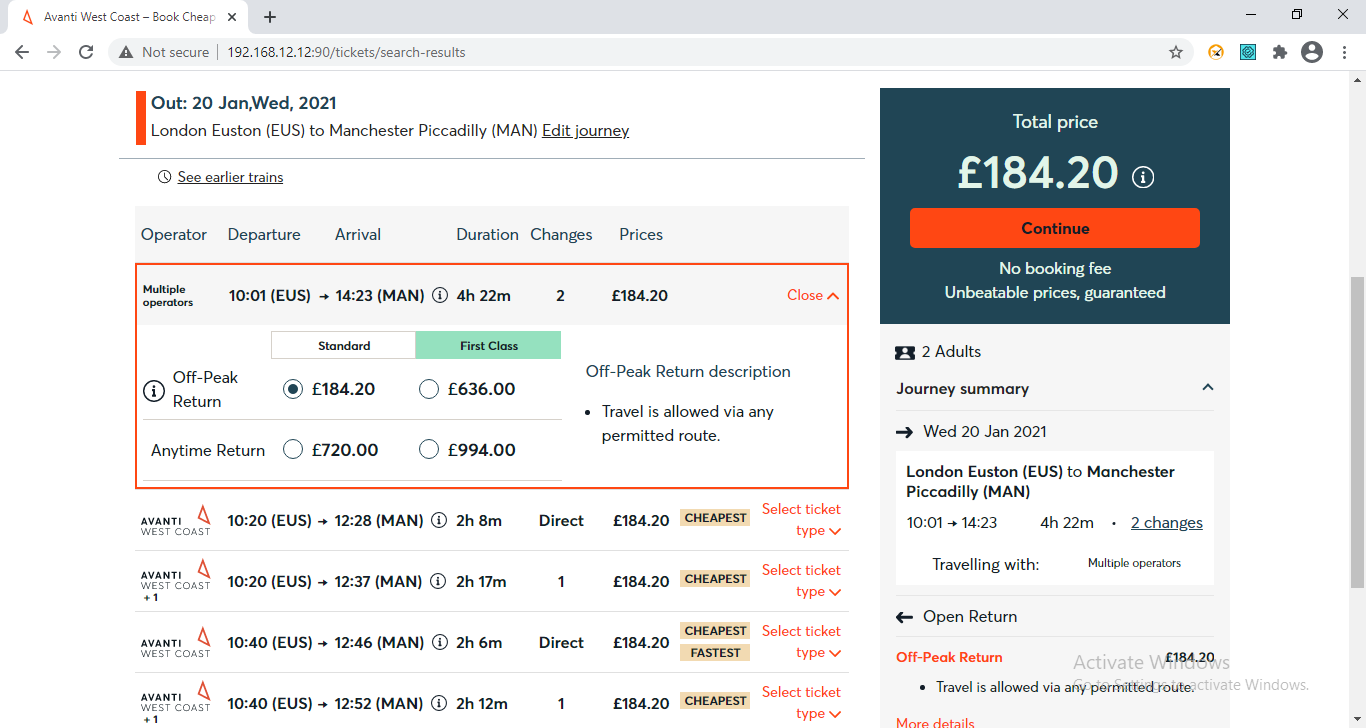 Avanti West Coast – Book Cheap
Not secure
192.168.12.12:90/tickets/search-results
Out: 20 Jan,Wed, 2021
London Euston (EUS) to Manchester Piccadilly (MAN) Edit journey
See earlier trains
Operator Departure Arrival Duration Changes Prices
Multiple
operators
10:01 (EUS) → 14:23 (MAN) 4h 22m 2 £184.20 Close
Standard First Class
Off-Peak
Return
£184.20 £636.00
Anytime Return £720.00 £994.00
Off-Peak Return description
• Travel is allowed via any
permitted route.
AVANTI
WEST COAST
10:20 (EUS) → 12:28 (MAN) 2h 8m Direct £184.20 CHEAPEST
Select ticket
type
AVANTI
WEST COAST
+ 1
10:20 (EUS) → 12:37 (MAN) 2h 17m 1 £184.20 CHEAPEST
Select ticket
type
AVANTI
WEST COAST
10:40 (EUS) → 12:46 (MAN) 2h 6m Direct £184.20
CHEAPEST
FASTEST
Select ticket
type
AVANTI
WEST COAST
+ 1
10:40 (EUS) → 12:52 (MAN) 2h 12m 1 £184.20 CHEAPEST
Select ticket
type
Total price
£184.20
Continue
No booking fee
Unbeatable prices, guaranteed
2 Adults
Journey summary
→ Wed 20 Jan 2021
London Euston (EUS) to Manchester
Piccadilly (MAN)
10:01 → 14:23 4h 22m · 2 changes
Travelling with: Multiple operators
← Open Return
Off-Peak Return £184.20
• Travel is allowed via any permitted route.
More details
Activate Windows
Go to Settings to activate Windows.